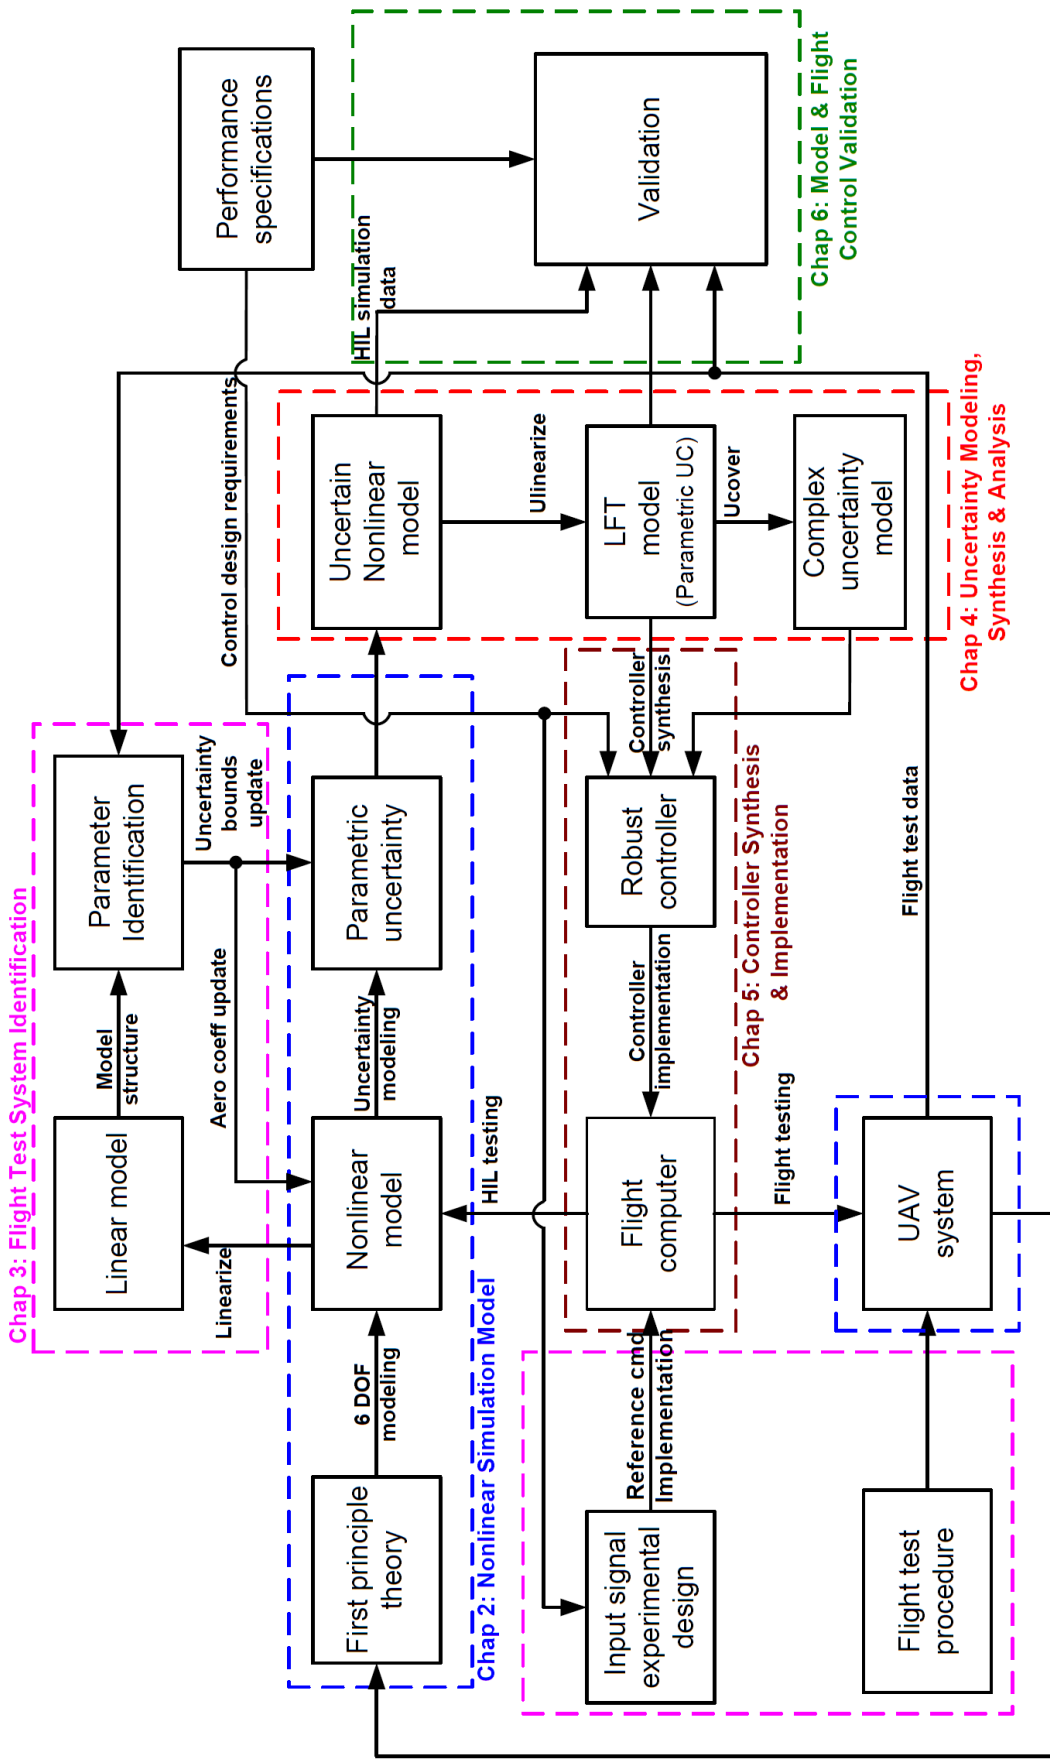 Chap 3: Flight Test System Identification
Linear model
Model
structure
Parameter
Identification
Performance
specifications
Linearize
Aero coeff update
Uncertainty
bounds
update
Control design requirements
First principle
theory
6 DOF
modeling
Nonlinear
model
Uncertainty
modeling
Parametric
uncertainty
Uncertain
Nonlinear
model
HIL simulation
data
Chap 2: Nonlinear Simulation Model
HIL testing
Ulinearize
Input signal
experimental
design
Reference cmd
Implementation
Flight
computer
Controller
implementation
Robust
controller
Controller
synthesis
LFT
model
(Parametric UC)
Validation
Chap 5: Controller Synthesis
& Implementation
Flight testing
Ucover
Flight test
procedure
UAV
system
Flight test data
Complex
uncertainty
model
Chap 6: Model & Flight
Control Validation
Chap 4: Uncertainty Modeling,
Synthesis & Analysis